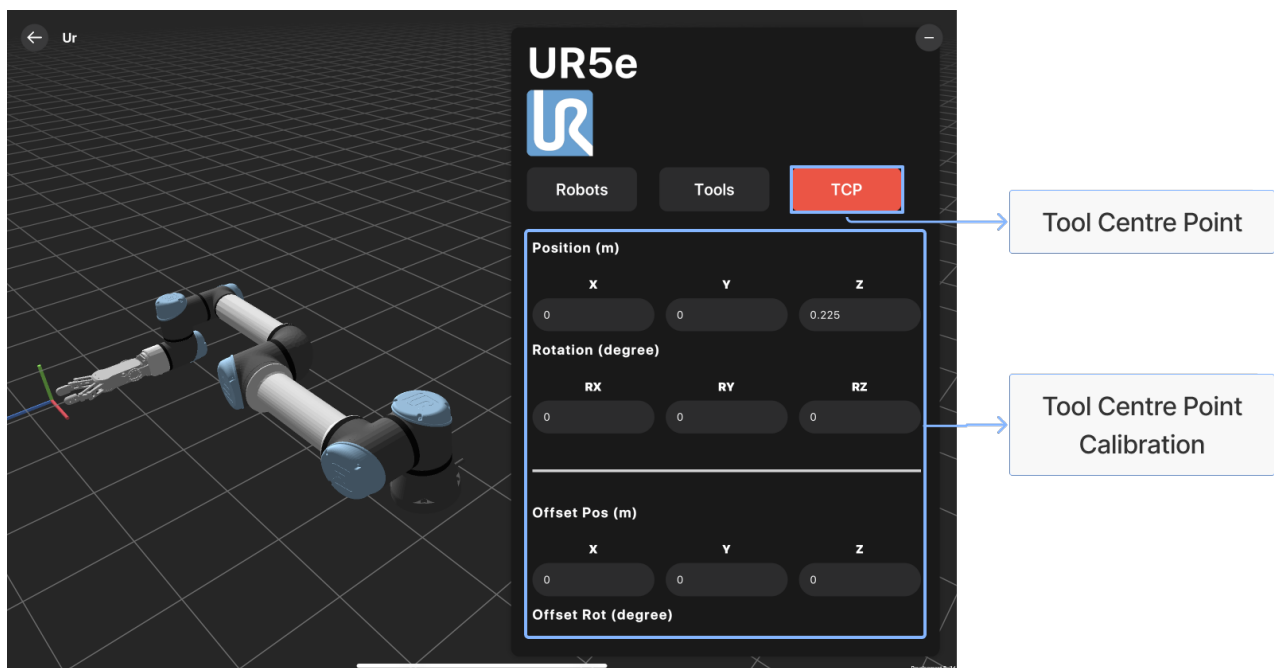 Ur
UR5e
UR
Robots Tools TCP
Tool Centre Point
Position (m)
X Y Z
0 0 0.225
Rotation (degree)
RX RY RZ
0 0 0
Tool Centre Point
Calibration
Offset Pos (m)
X Y Z
0 0 0
Offset Rot (degree)